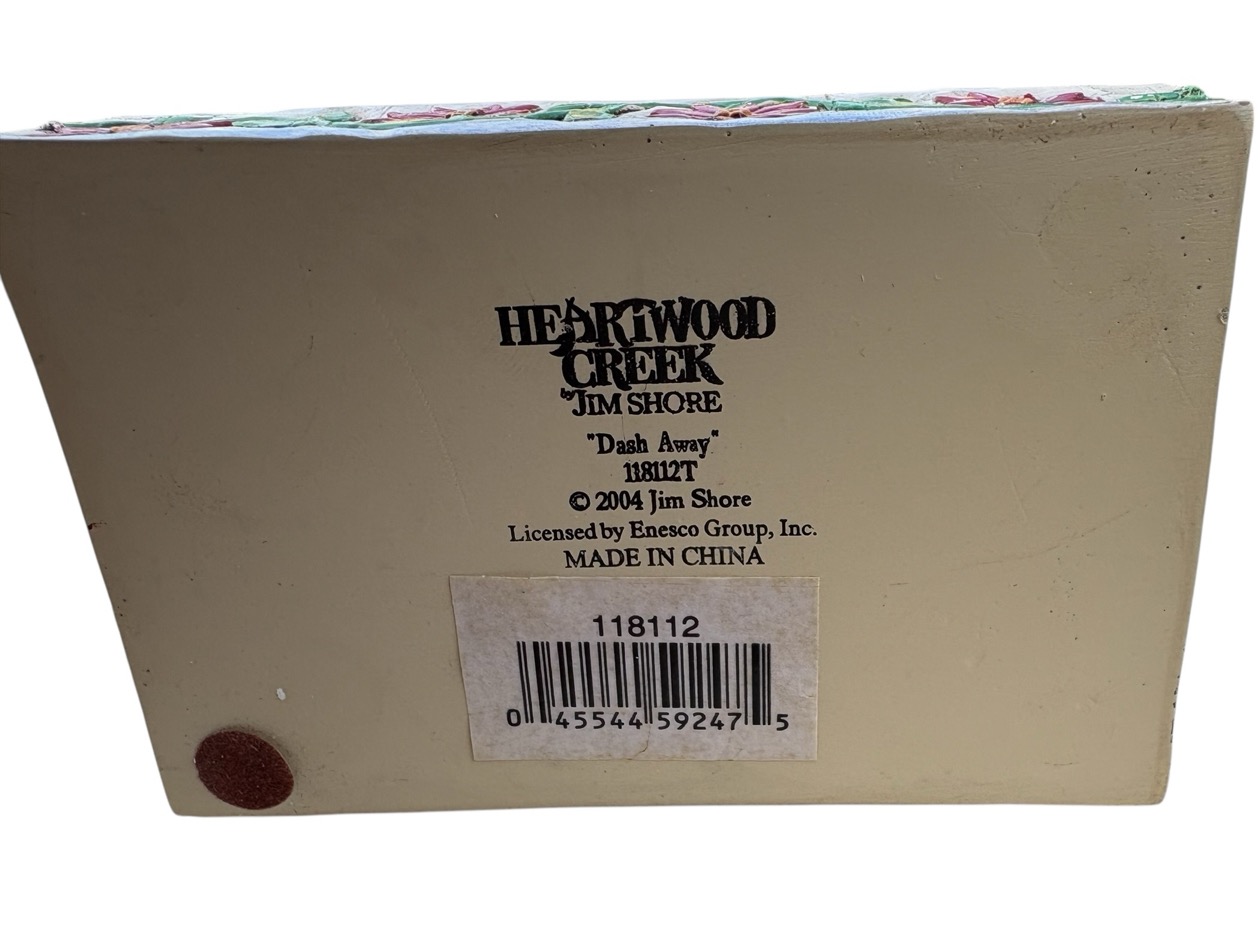 HEARTWOOD
CREEK
by JIM SHORE
"Dash Away"
118112T
© 2004 Jim Shore
Licensed by Enesco Group, Inc.
MADE IN CHINA
118112
0 45544 59247 5